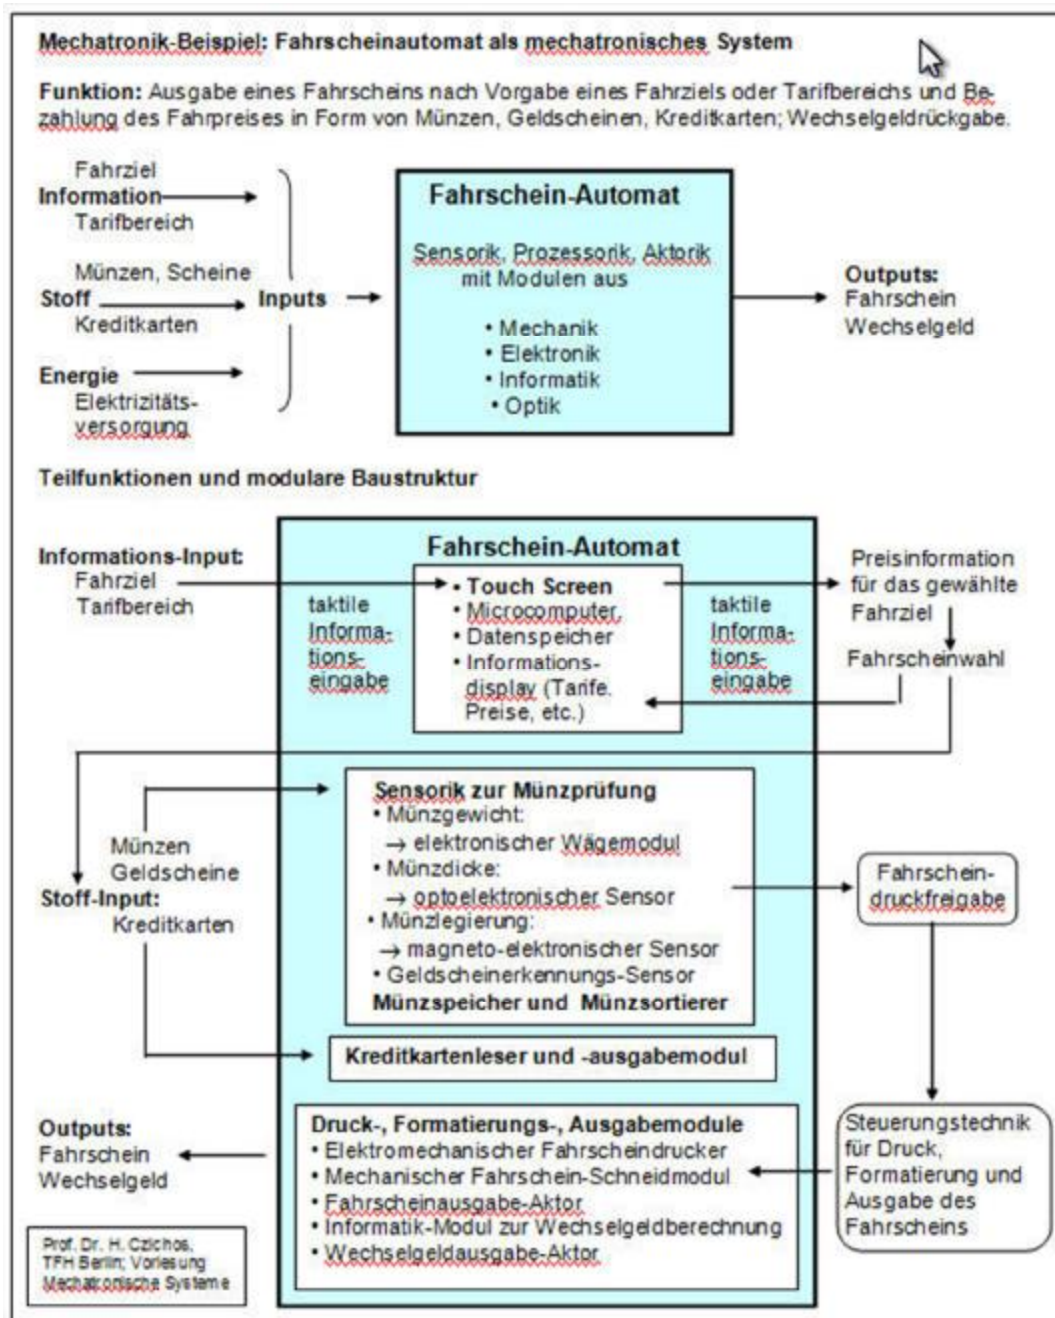 Mechatronik-Beispiel: Fahrscheinautomat als mechatronisches System
Funktion: Ausgabe eines Fahrscheins nach Vorgabe eines Fahrziels oder Tarifbereichs und Be-
zahlung des Fahrpreises in Form von Münzen, Geldscheinen, Kreditkarten; Wechselgeldrückgabe.
Fahrziel
Information
Tarifbereich
Münzen, Scheine
Stoff
Kreditkarten
Energie
Elektrizitäts-
versorgung
Inputs
Fahrschein-Automat
Sensorik, Prozessorik, Aktorik
mit Modulen aus
• Mechanik
• Elektronik
• Informatik
• Optik
Outputs:
Fahrschein
Wechselgeld
Teilfunktionen und modulare Baustruktur
Informations-Input:
Fahrziel
Tarifbereich
Fahrschein-Automat
taktile
Informa-
tions-
eingabe
• Touch Screen
• Microcomputer,
• Datenspeicher
• Informations-
display (Tarife.
Preise, etc.)
taktile
Informa-
tions-
eingabe
Preisinformation
für das gewählte
Fahrziel
Fahrscheinwahl
Münzen
Geldscheine
Stoff-Input:
Kreditkarten
Sensorik zur Münzprüfung
• Münzgewicht:
→ elektronischer Wägemodul
• Münzdicke:
→ optoelektronischer Sensor
• Münzlegierung:
→ magneto-elektronischer Sensor
• Geldscheinerkennungs-Sensor
Münzspeicher und Münzsortierer
Fahrschein-
druckfreigabe
Kreditkartenleser und -ausgabemodul
Outputs:
Fahrschein
Wechselgeld
Druck-, Formatierungs-, Ausgabemodule
• Elektromechanischer Fahrscheindrucker
• Mechanischer Fahrschein-Schneidmodul
• Fahrscheinausgabe-Aktor
• Informatik-Modul zur Wechselgeldberechnung
• Wechselgeldausgabe-Aktor
Steuerungstechnik
für Druck,
Formatierung und
Ausgabe des
Fahrscheins
Prof. Dr. H. Czichos,
TFH Berlin; Vorlesung
Mechatronische Systeme